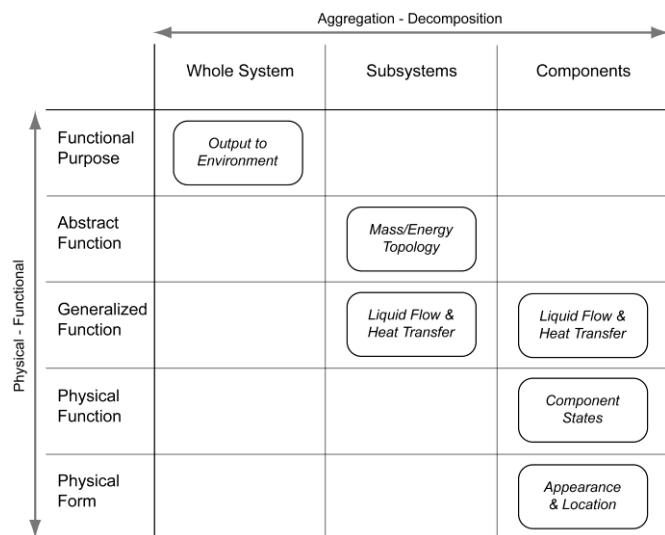 Aggregation - Decomposition
Whole System
Subsystems
Components
Physical - Functional
Functional
Purpose
Output to
Environment
Abstract
Function
Mass/Energy
Topology
Generalized
Function
Liquid Flow &
Heat Transfer
Liquid Flow &
Heat Transfer
Physical
Function
Component
States
Physical
Form
Appearance
& Location